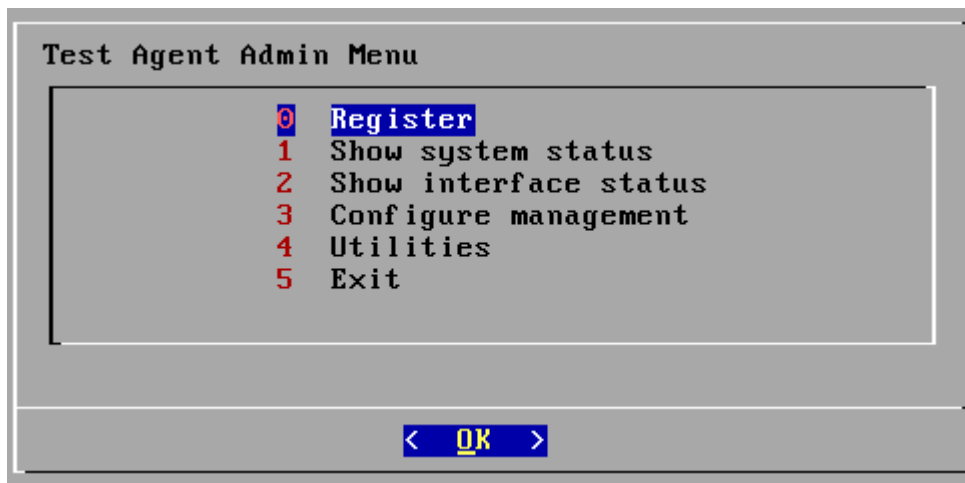 Test Agent Admin Menu
0 Register
1 Show system status
2 Show interface status
3 Configure management
4 Utilities
5 Exit
< OK >